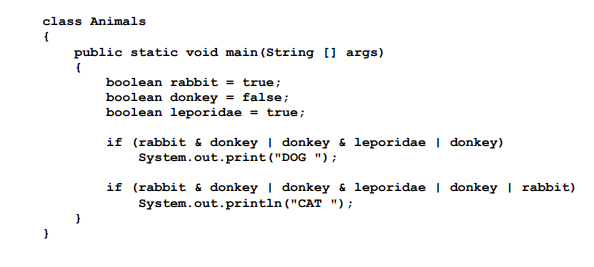 class Animals
{
public static void main(String [] args)
{
boolean rabbit = true;
boolean donkey = false;
boolean leporidae = true;
if (rabbit & donkey | donkey & leporidae | donkey)
System.out.print("DOG ");
if (rabbit & donkey | donkey & leporidae | donkey | rabbit)
System.out.println("CAT ");
}
}